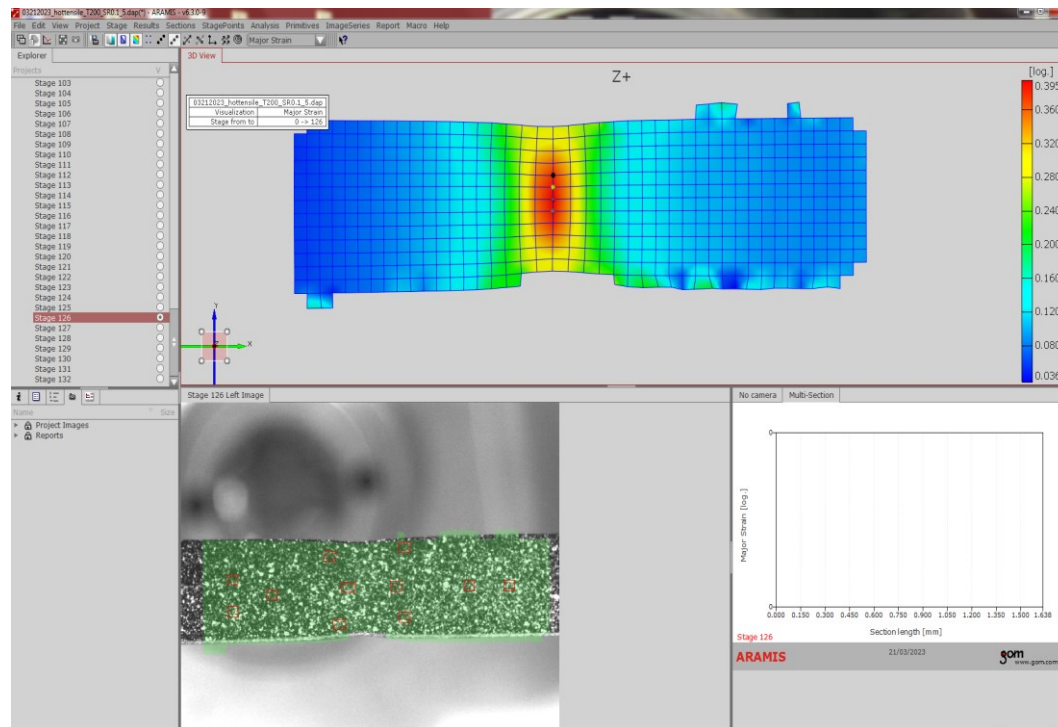 03212023_hottensile_T200_SR0.1_5.dap(*) - ARAMIS - v6.3.0-9
File Edit View Project Stage Results Sections StagePoints Analysis Primitives ImageSeries Report Macro Help
Major Strain
Explorer
Projects V
Stage 103
Stage 104
Stage 105
Stage 106
Stage 107
Stage 108
Stage 109
Stage 110
Stage 111
Stage 112
Stage 113
Stage 114
Stage 115
Stage 116
Stage 117
Stage 118
Stage 119
Stage 120
Stage 121
Stage 122
Stage 123
Stage 124
Stage 125
Stage 126
Stage 127
Stage 128
Stage 129
Stage 130
Stage 131
Stage 132
3D View
Z+
03212023_hottensile_T200_SR0.1_5.dap
Visualization Major Strain
Stage from to 0 -> 126
[log.]
0.395
0.360
0.320
0.280
0.240
0.200
0.160
0.120
0.080
0.036
Y
X
Name Size
Project Images
Reports
Stage 126 Left Image
No camera Multi-Section
0
Major Strain [log.]
0
0.000 0.150 0.300 0.450 0.600 0.750 0.900 1.050 1.200 1.350 1.500 1.638
Section length [mm]
Stage 126
ARAMIS
21/03/2023
gom
www.gom.com